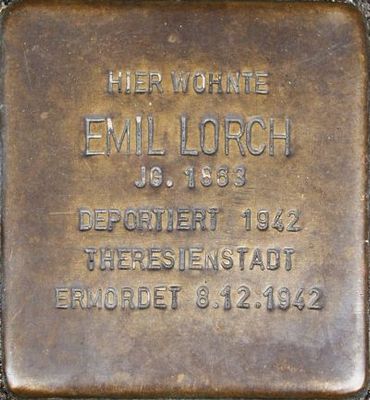 HIER WOHNTE
EMIL LORCH
JG. 1863
DEPORTIERT 1942
THERESIENSTADT
ERMORDET 8.12.1942